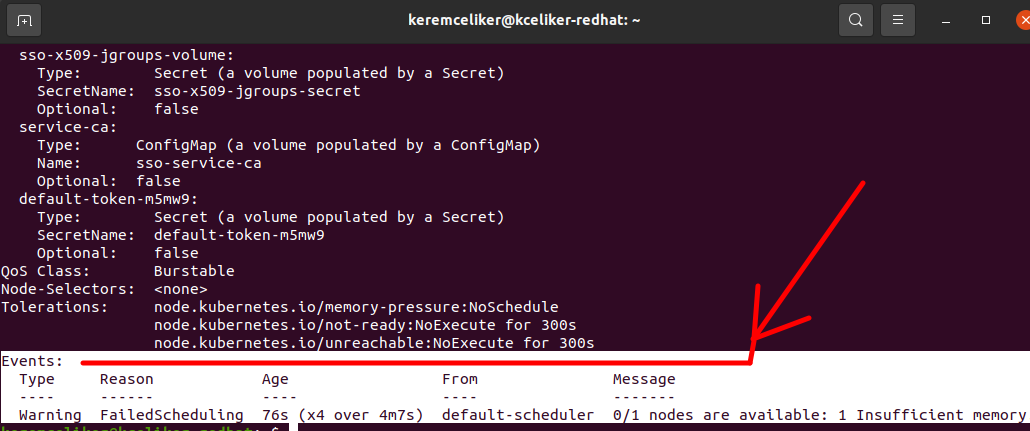 keremceliker@kceliker-redhat: ~
sso-x509-jgroups-volume:
Type: Secret (a volume populated by a Secret)
SecretName: sso-x509-jgroups-secret
Optional: false
service-ca:
Type: ConfigMap (a volume populated by a ConfigMap)
Name: sso-service-ca
Optional: false
default-token-m5mw9:
Type: Secret (a volume populated by a Secret)
SecretName: default-token-m5mw9
Optional: false
QoS Class: Burstable
Node-Selectors: <none>
Tolerations: node.kubernetes.io/memory-pressure:NoSchedule
node.kubernetes.io/not-ready:NoExecute for 300s
node.kubernetes.io/unreachable:NoExecute for 300s
Events:
Type Reason Age From Message
---- ------ ---- ---- -------
Warning FailedScheduling 76s (x4 over 4m7s) default-scheduler 0/1 nodes are available: 1 Insufficient memory
keremceliker@kceliker-redhat:~$